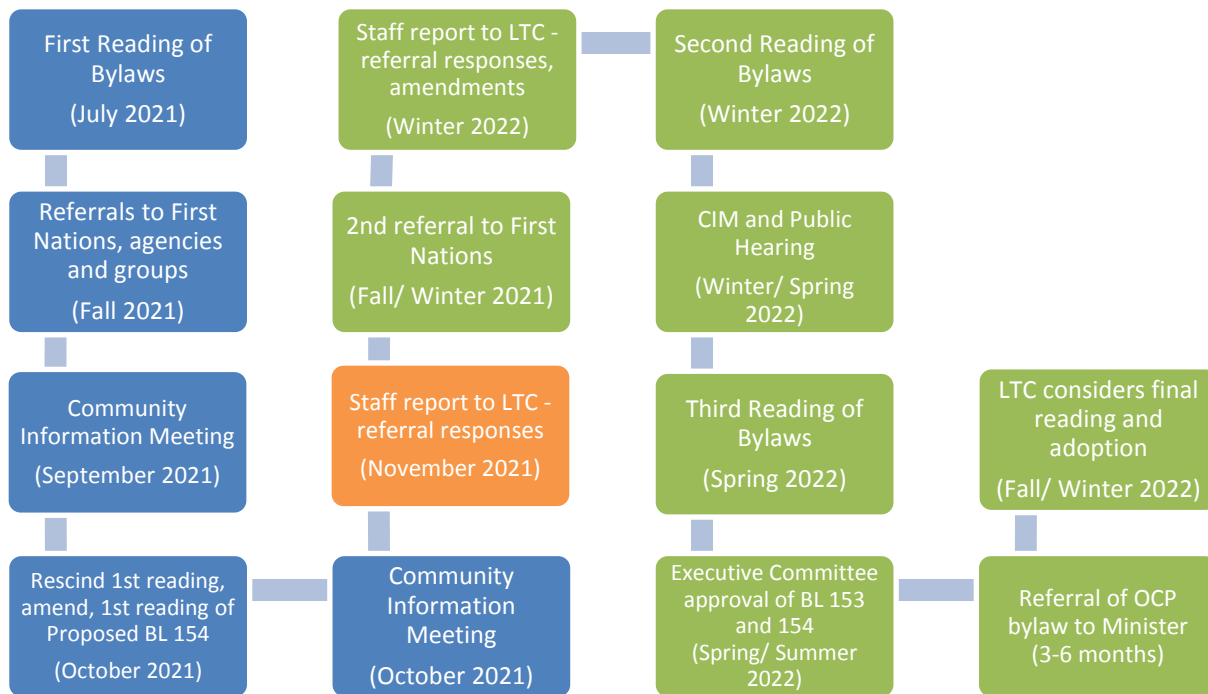 First Reading of
Bylaws
(July 2021)
Referrals to First
Nations, agencies
and groups
(Fall 2021)
Community
Information Meeting
(September 2021)
Rescind 1st reading,
amend, 1st reading of
Proposed BL 154
(October 2021)
Community
Information
Meeting
(October 2021)
Staff report to LTC -
referral responses
(November 2021)
2nd referral to First
Nations
(Fall/ Winter 2021)
Staff report to LTC -
referral responses,
amendments
(Winter 2022)
Second Reading of
Bylaws
(Winter 2022)
CIM and Public
Hearing
(Winter/ Spring
2022)
Third Reading of
Bylaws
(Spring 2022)
Executive Committee
approval of BL 153
and 154
(Spring/ Summer
2022)
Referral of OCP
bylaw to Minister
(3-6 months)
LTC considers final
reading and
adoption
(Fall/ Winter 2022)